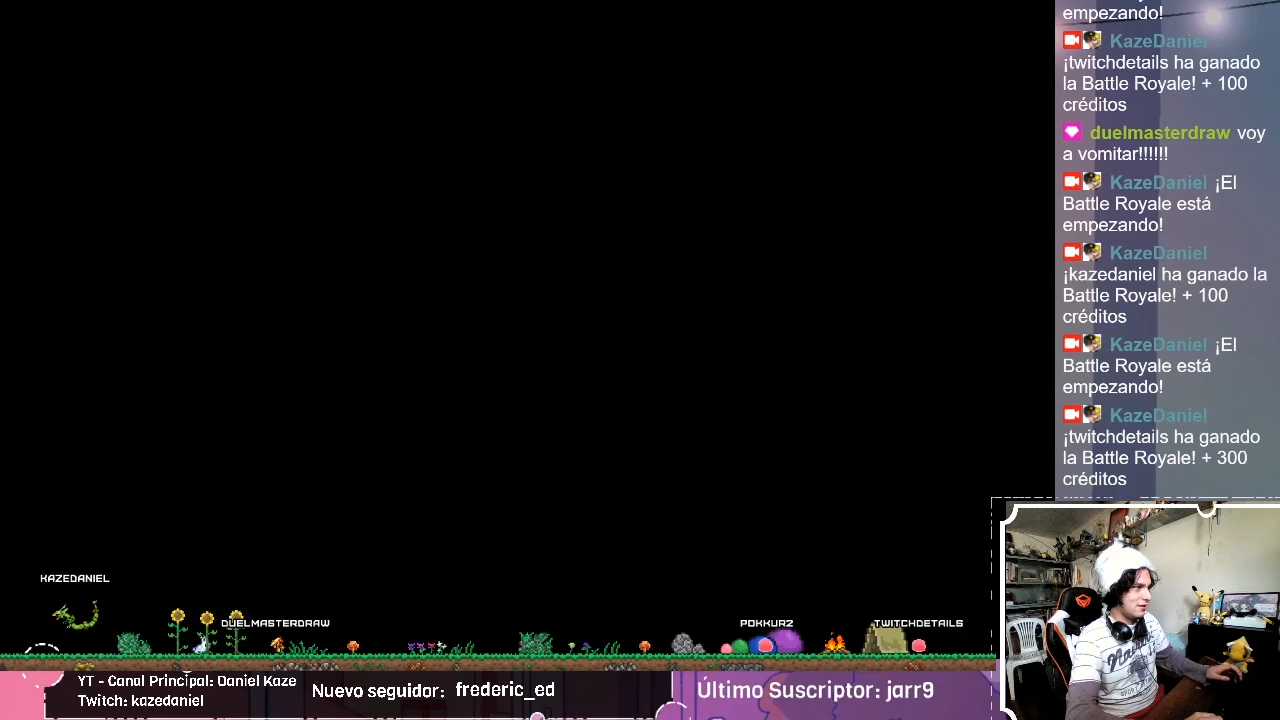 empezando!
KazeDaniel
¡twitchdetails ha ganado
la Battle Royale! + 100
créditos
duelmasterdraw voy
a vomitar!!!!!!
KazeDaniel ¡El
Battle Royale está
empezando!
KazeDaniel
¡kazedaniel ha ganado la
Battle Royale! + 100
créditos
KazeDaniel ¡El
Battle Royale está
empezando!
KazeDaniel
¡twitchdetails ha ganado
la Battle Royale! + 300
créditos
KAZEDANIEL
DUELMASTERDRAW
POKKUR2
TWITCHDETAILS
YT - Canal Principal: Daniel Kaze
Twitch: kazedaniel
Nuevo seguidor: frederic_ed
Último Suscriptor: jarr9